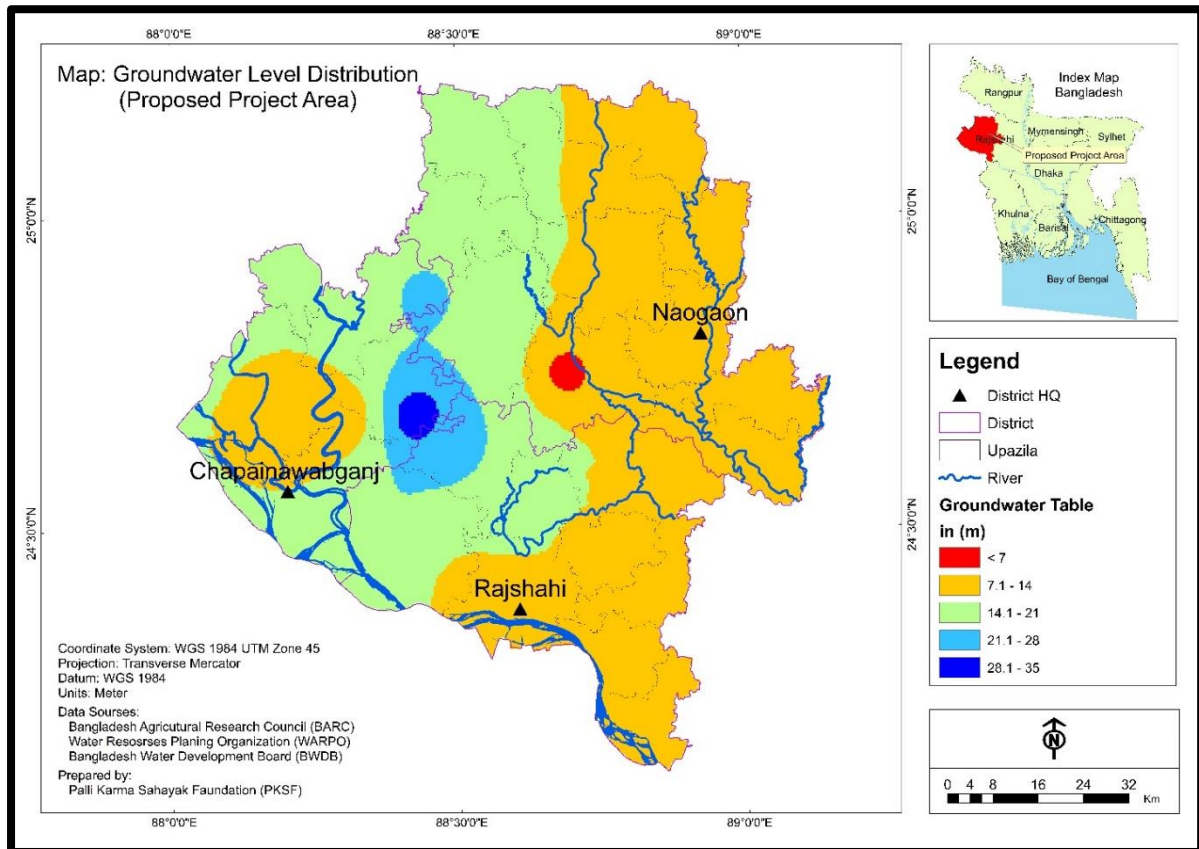 88°0'0"E
88°30'0"E
89°0'0"E
Map: Groundwater Level Distribution
(Proposed Project Area)
25°0'0"N
24°30'0"N
25°0'0"N
24°30'0"N
Naogaon
Chapainawabganj
Rajshahi
Coordinate System: WGS 1984 UTM Zone 45
Projection: Transverse Mercator
Datum: WGS 1984
Units: Meter
Data Sourses:
Bangladesh Agricutural Research Council (BARC)
Water Resosrses Planing Organization (WARPO)
Bangladesh Water Development Board (BWDB)
Prepared by:
Palli Karma Sahayak Foundation (PKSF)
88°0'0"E
88°30'0"E
89°0'0"E
Index Map
Bangladesh
Rangpur
Mymensingh
Sylhet
Rajshahi
Proposed Project Area
Dhaka
Khulna
Barisal
Chittagong
Bay of Bengal
Legend
District HQ
District
Upazila
River
Groundwater Table
in (m)
< 7
7.1 - 14
14.1 - 21
21.1 - 28
28.1 - 35
N
0 4 8 16 24 32
Km